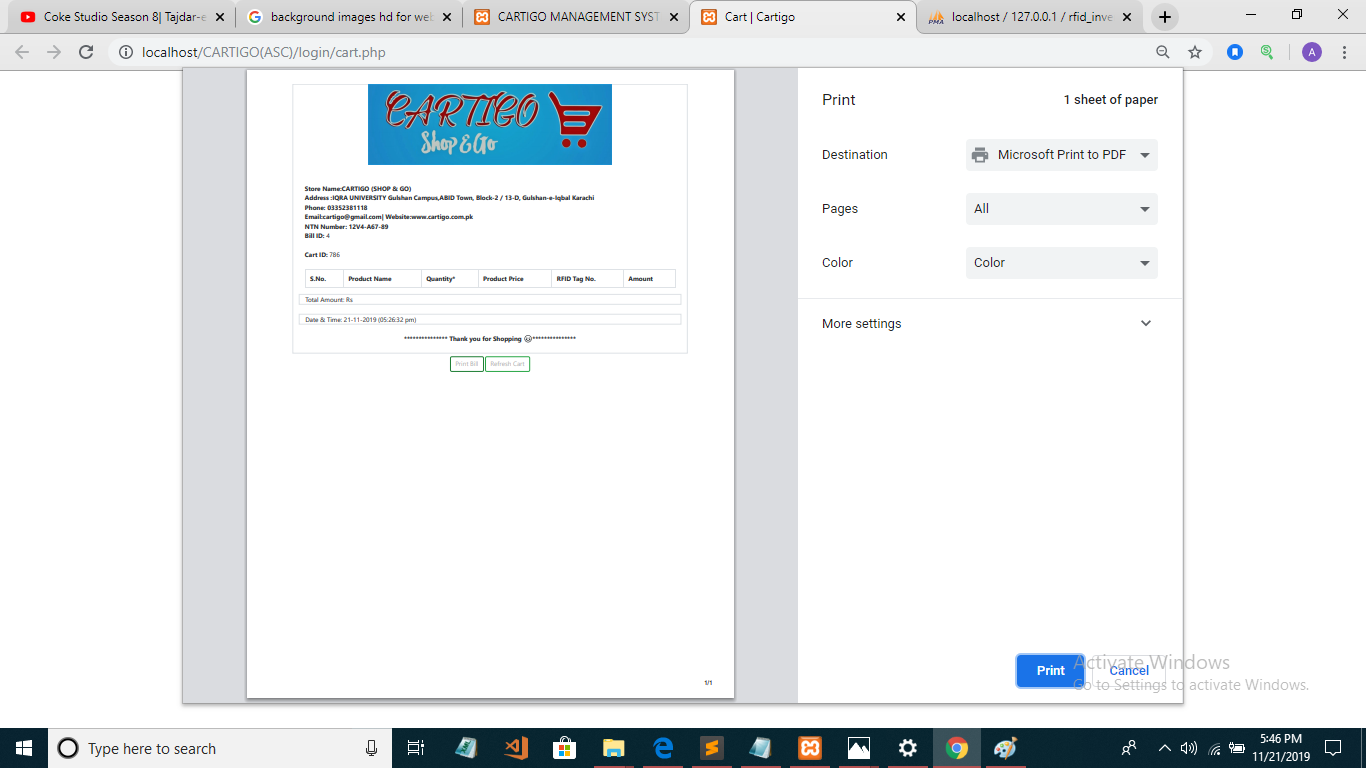 Coke Studio Season 8| Tajdar-e
background images hd for web
CARTIGO MANAGEMENT SYST
Cart | Cartigo
localhost / 127.0.0.1 / rfid_inve
localhost/CARTIGO(ASC)/login/cart.php
A
CARTIGO
Shop & Go
Store Name:CARTIGO (SHOP & GO)
Address :IQRA UNIVERSITY Gulshan Campus,ABID Town, Block-2 / 13-D, Gulshan-e-Iqbal Karachi
Phone: 03352381118
Email:cartigo@gmail.com| Website:www.cartigo.com.pk
NTN Number: 12V4-A67-89
Bill ID: 4
Cart ID: 786
S.No. Product Name Quantity* Product Price RFID Tag No. Amount
Total Amount: Rs
Date & Time: 21-11-2019 (05:26:32 pm)
*************** Thank you for Shopping ☺***************
Print Bill Refresh Cart
1/1
Print 1 sheet of paper
Destination Microsoft Print to PDF
Pages All
Color Color
More settings
Print Cancel
Activate Windows
Go to Settings to activate Windows.
Type here to search
5:46 PM
11/21/2019